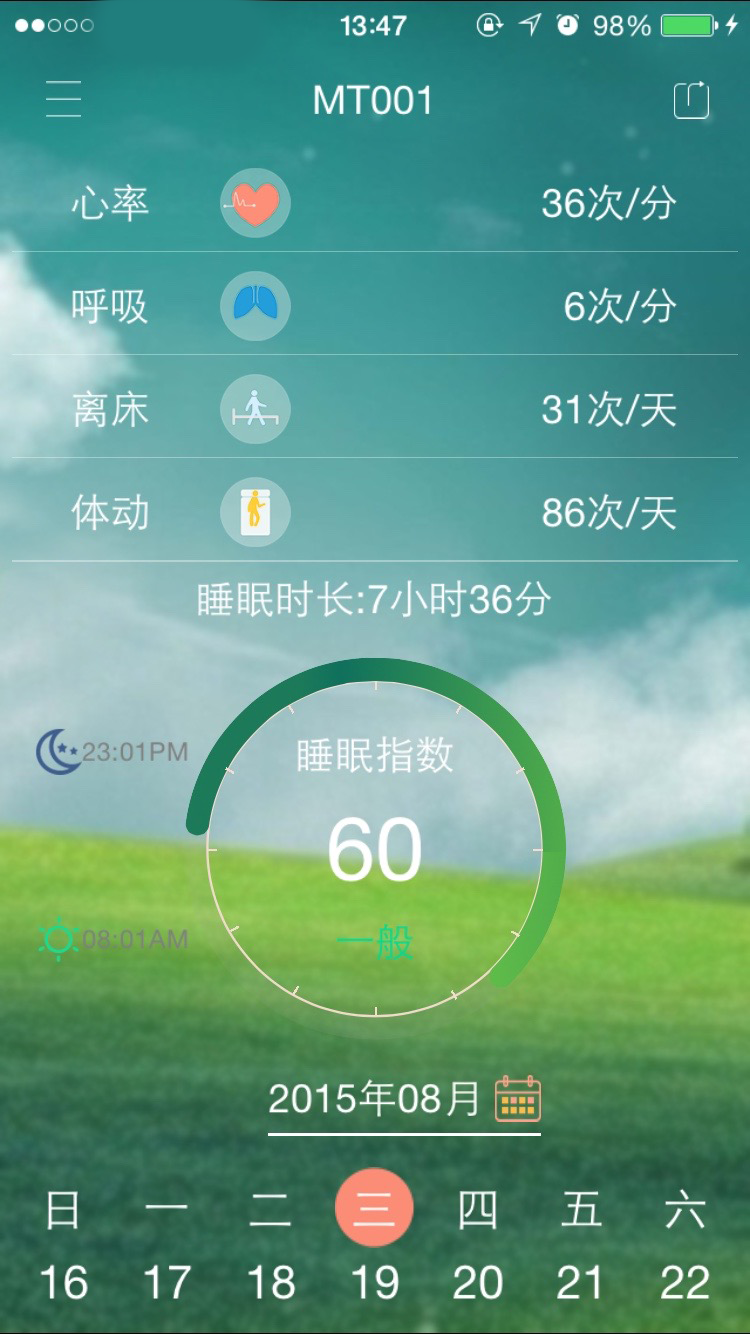 13:47 98%
MT001
心率 36次/分
呼吸 6次/分
离床 31次/天
体动 86次/天
睡眠时长:7小时36分
睡眠指数
23:01PM
60
08:01AM
一般
2015年08月
日 一 二 三 四 五 六
16 17 18 19 20 21 22